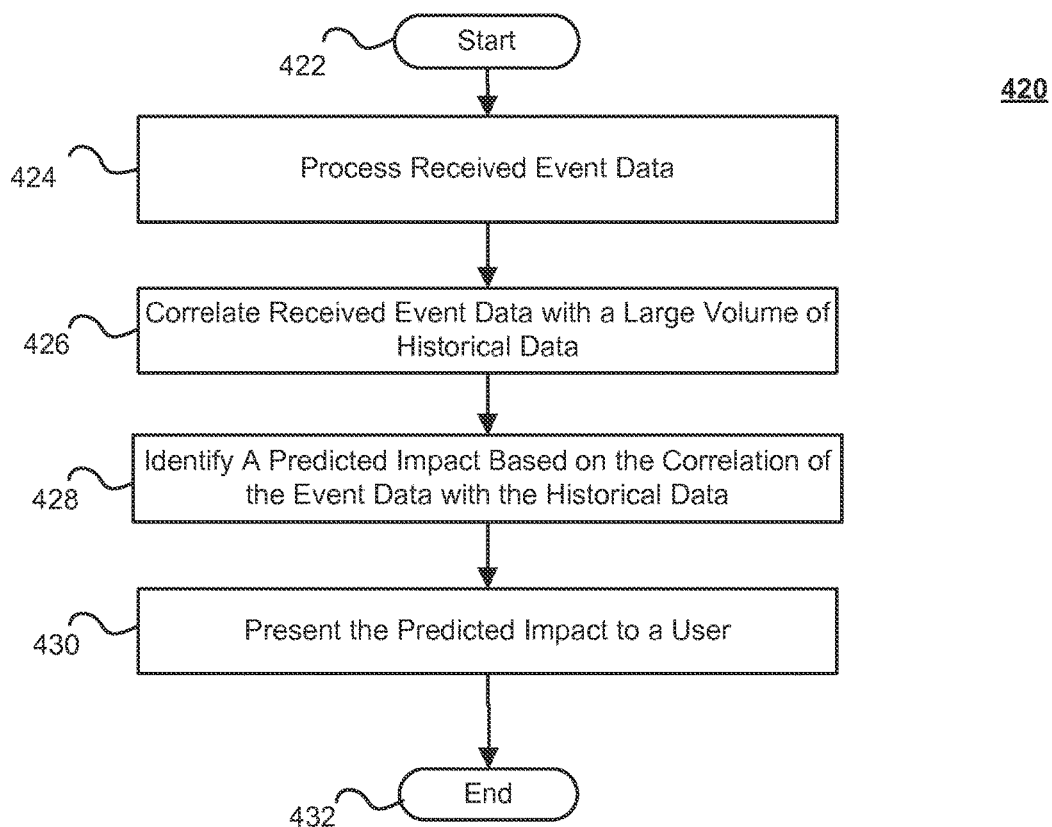 Start
422
420
Process Received Event Data
424
Correlate Received Event Data with a Large Volume of
Historical Data
426
Identify A Predicted Impact Based on the Correlation of
the Event Data with the Historical Data
428
Present the Predicted Impact to a User
430
End
432